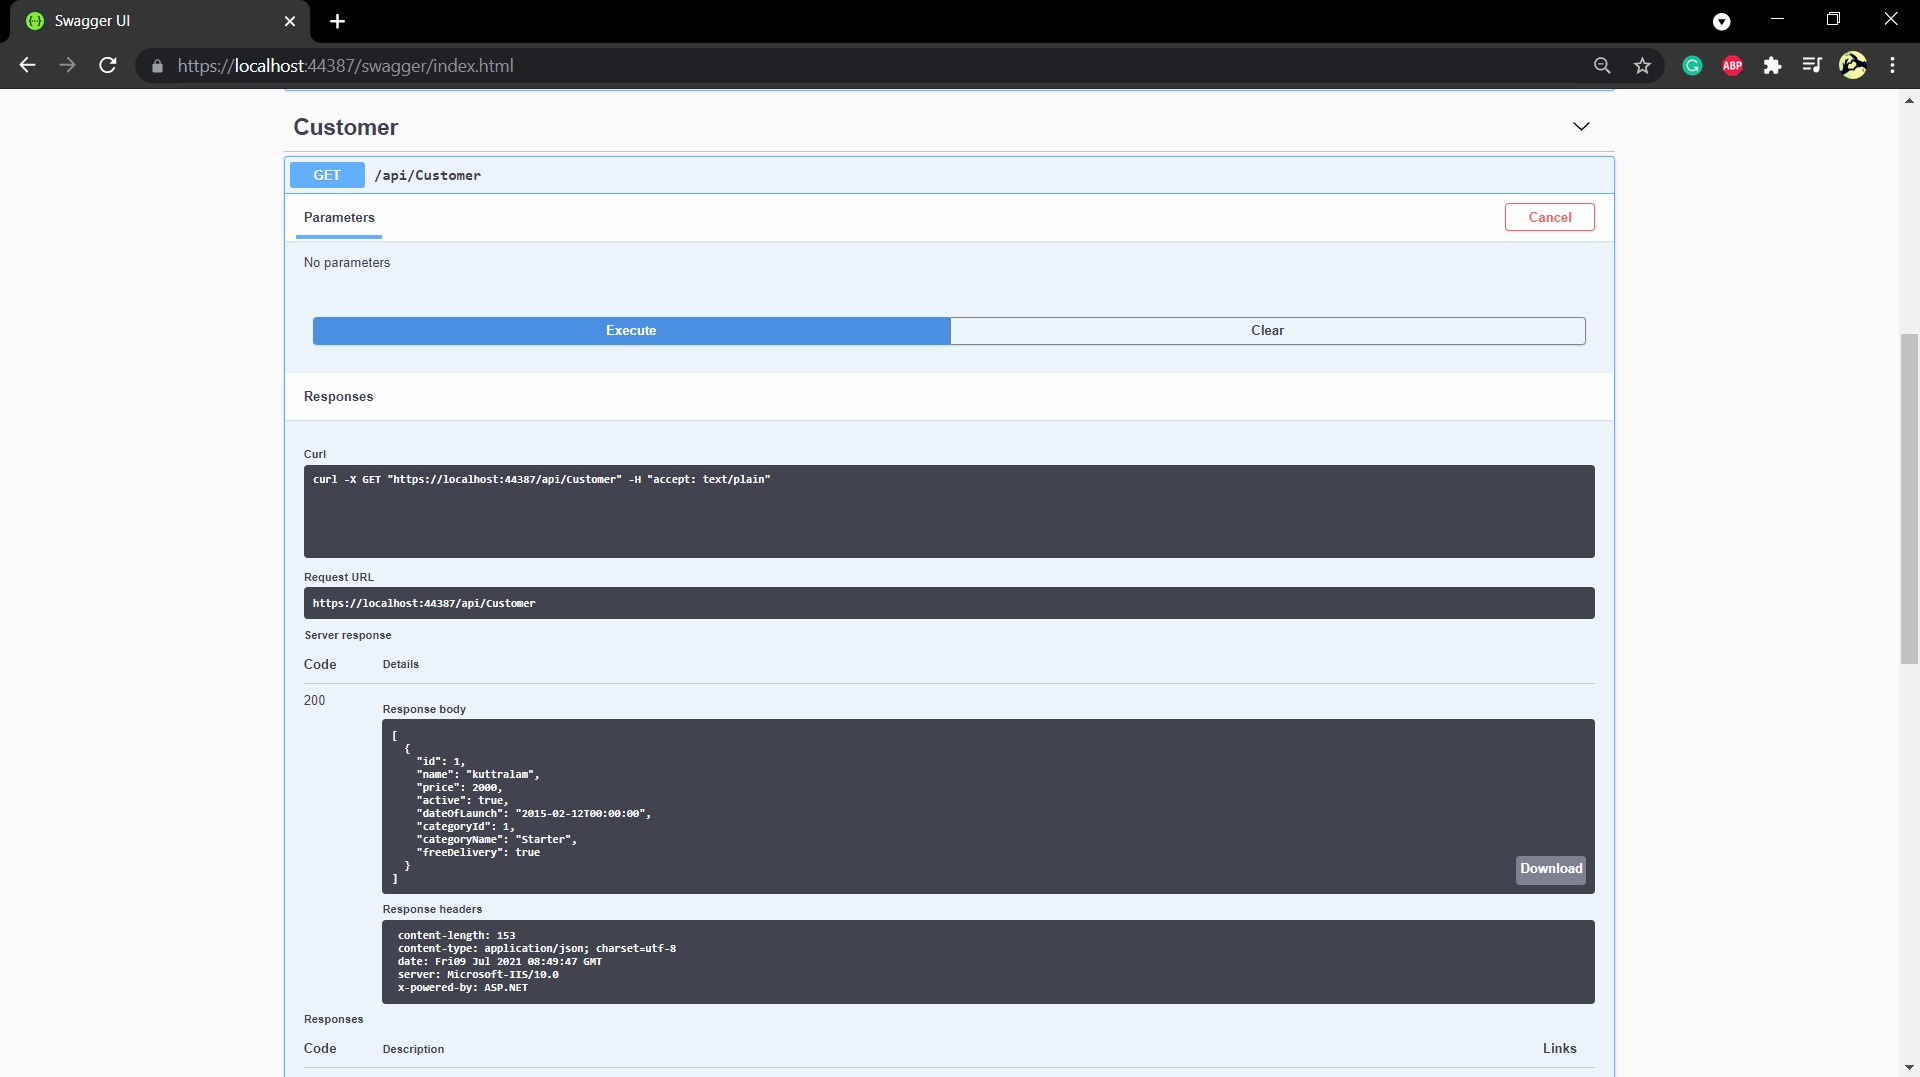 Swagger UI
https://localhost:44387/swagger/index.html
ABP
Customer
GET /api/Customer
Parameters
Cancel
No parameters
Execute
Clear
Responses
Curl
curl -X GET "https://localhost:44387/api/Customer" -H "accept: text/plain"
Request URL
https://localhost:44387/api/Customer
Server response
Code Details
200
Response body
[
  {
    "id": 1,
    "name": "kuttralam",
    "price": 2000,
    "active": true,
    "dateOfLaunch": "2015-02-12T00:00:00",
    "categoryId": 1,
    "categoryName": "Starter",
    "freeDelivery": true
  }
]
Download
Response headers
content-length: 153
content-type: application/json; charset=utf-8
date: Fri09 Jul 2021 08:49:47 GMT
server: Microsoft-IIS/10.0
x-powered-by: ASP.NET
Responses
Code Description Links